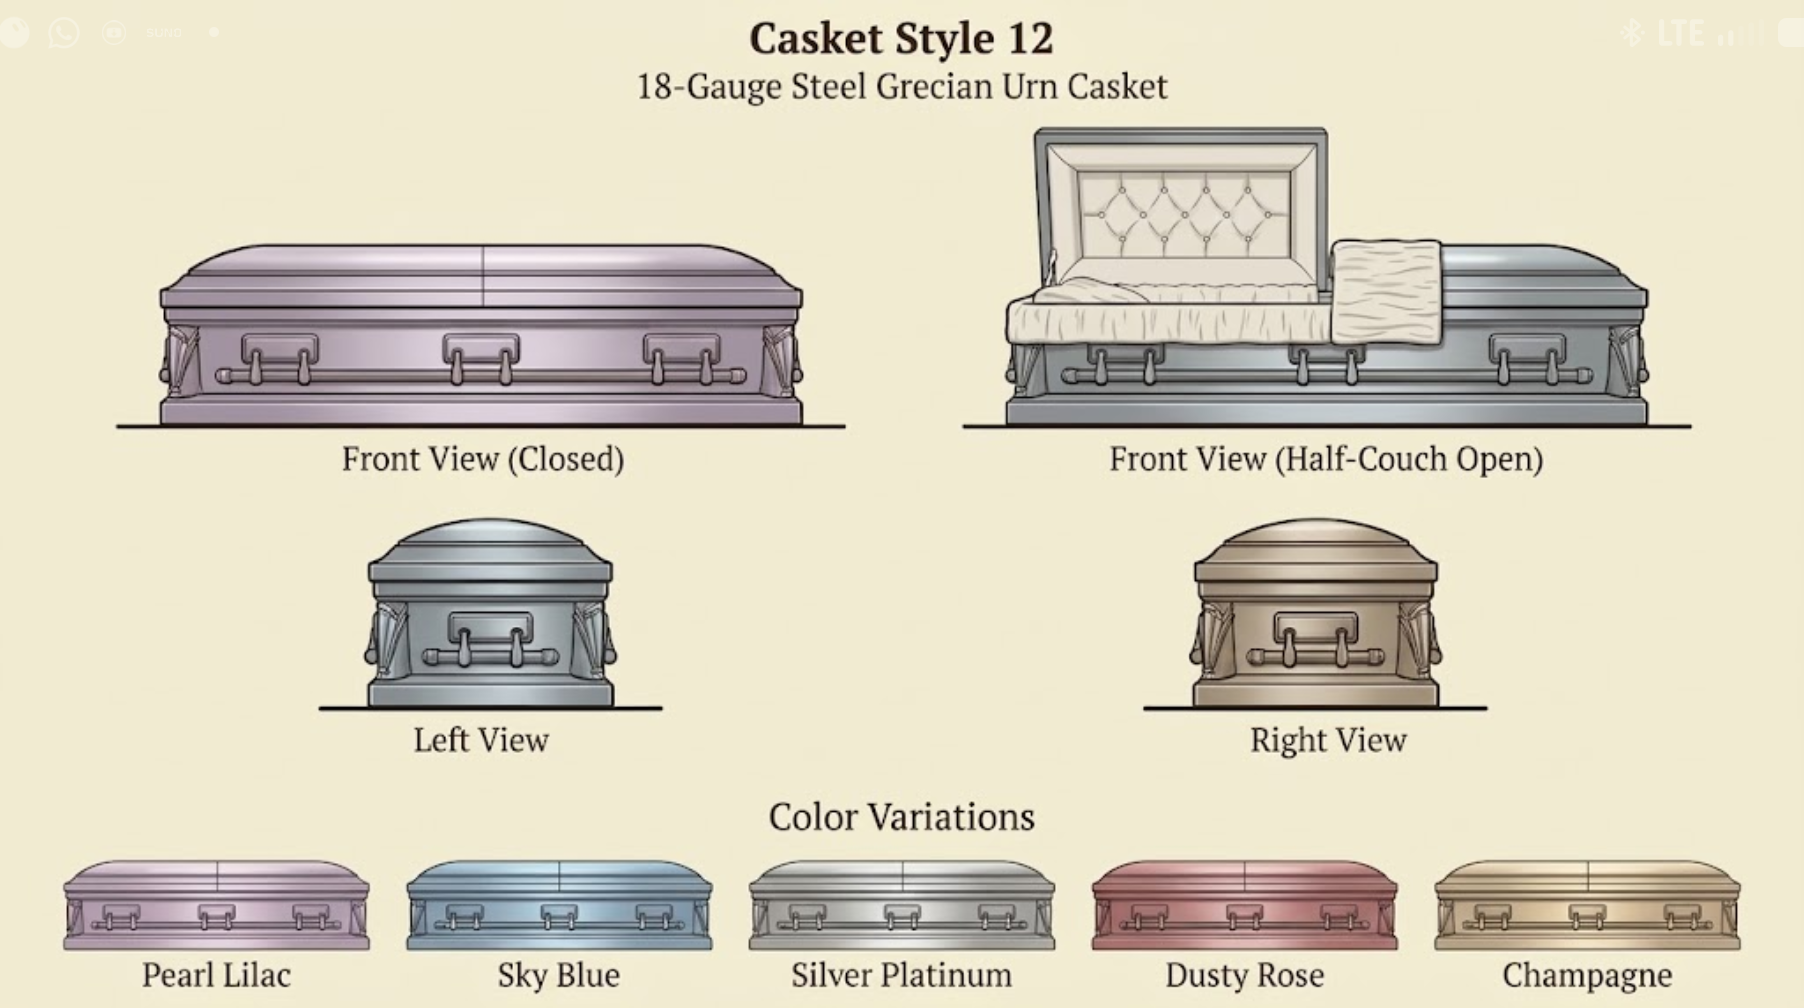 SUNO
LTE
Casket Style 12
18-Gauge Steel Grecian Urn Casket
Front View (Closed)
Front View (Half-Couch Open)
Left View
Right View
Color Variations
Pearl Lilac
Sky Blue
Silver Platinum
Dusty Rose
Champagne